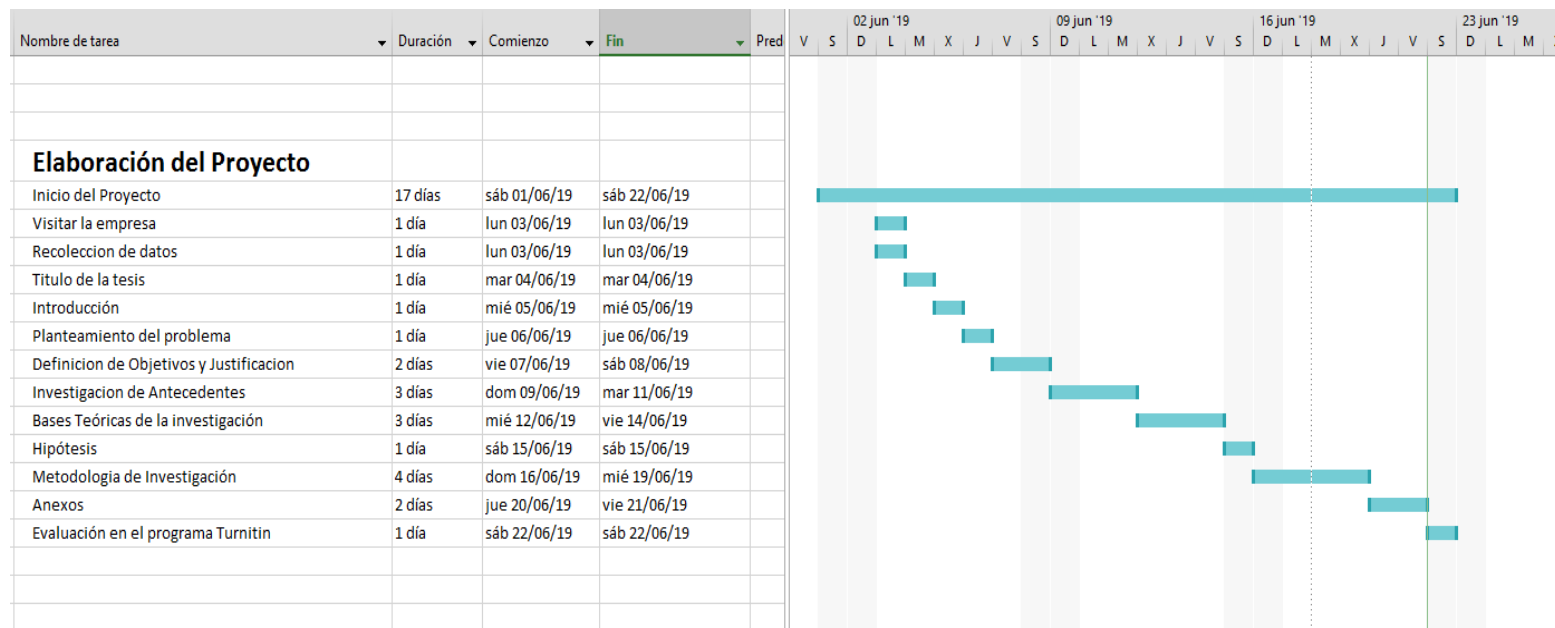 02 jun '19 09 jun '19 16 jun '19 23 jun '19
Nombre de tarea Duración Comienzo Fin Pred V S D L M X J V S D L M X J V S D L M X J V S D L M
Elaboración del Proyecto
Inicio del Proyecto 17 días sáb 01/06/19 sáb 22/06/19
Visitar la empresa 1 día lun 03/06/19 lun 03/06/19
Recoleccion de datos 1 día lun 03/06/19 lun 03/06/19
Titulo de la tesis 1 día mar 04/06/19 mar 04/06/19
Introducción 1 día mié 05/06/19 mié 05/06/19
Planteamiento del problema 1 día jue 06/06/19 jue 06/06/19
Definicion de Objetivos y Justificacion 2 días vie 07/06/19 sáb 08/06/19
Investigacion de Antecedentes 3 días dom 09/06/19 mar 11/06/19
Bases Teóricas de la investigación 3 días mié 12/06/19 vie 14/06/19
Hipótesis 1 día sáb 15/06/19 sáb 15/06/19
Metodologia de Investigación 4 días dom 16/06/19 mié 19/06/19
Anexos 2 días jue 20/06/19 vie 21/06/19
Evaluación en el programa Turnitin 1 día sáb 22/06/19 sáb 22/06/19